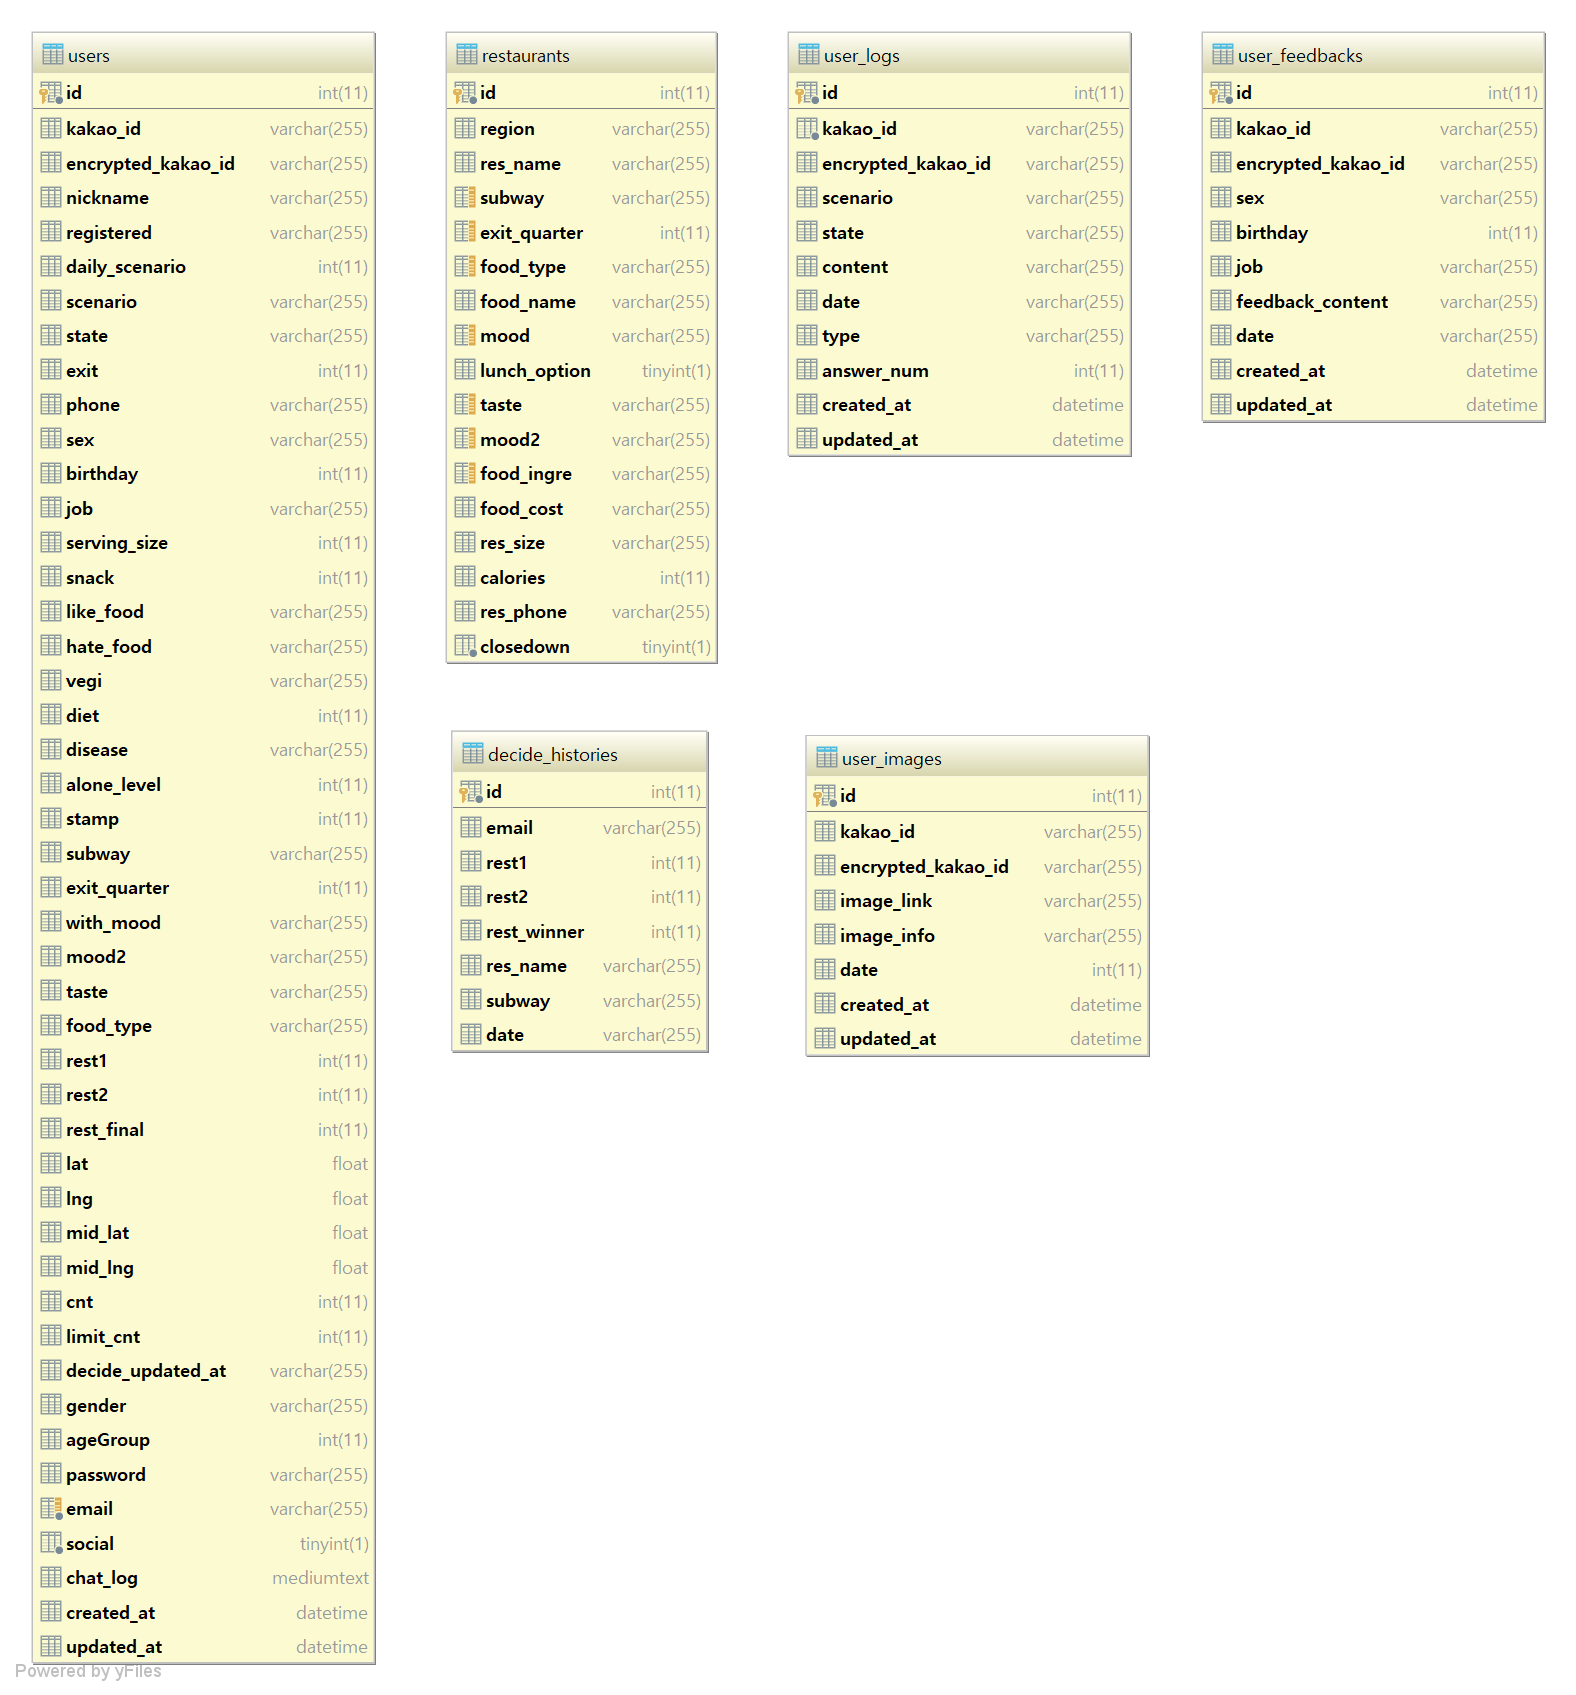 users
id int(11)
kakao_id varchar(255)
encrypted_kakao_id varchar(255)
nickname varchar(255)
registered varchar(255)
daily_scenario int(11)
scenario varchar(255)
state varchar(255)
exit int(11)
phone varchar(255)
sex varchar(255)
birthday int(11)
job varchar(255)
serving_size int(11)
snack int(11)
like_food varchar(255)
hate_food varchar(255)
vegi varchar(255)
diet int(11)
disease varchar(255)
alone_level int(11)
stamp int(11)
subway varchar(255)
exit_quarter int(11)
with_mood varchar(255)
mood2 varchar(255)
taste varchar(255)
food_type varchar(255)
rest1 int(11)
rest2 int(11)
rest_final int(11)
lat float
lng float
mid_lat float
mid_lng float
cnt int(11)
limit_cnt int(11)
decide_updated_at varchar(255)
gender varchar(255)
ageGroup int(11)
password varchar(255)
email varchar(255)
social tinyint(1)
chat_log mediumtext
created_at datetime
updated_at datetime
restaurants
id int(11)
region varchar(255)
res_name varchar(255)
subway varchar(255)
exit_quarter int(11)
food_type varchar(255)
food_name varchar(255)
mood varchar(255)
lunch_option tinyint(1)
taste varchar(255)
mood2 varchar(255)
food_ingre varchar(255)
food_cost varchar(255)
res_size varchar(255)
calories int(11)
res_phone varchar(255)
closedown tinyint(1)
user_logs
id int(11)
kakao_id varchar(255)
encrypted_kakao_id varchar(255)
scenario varchar(255)
state varchar(255)
content varchar(255)
date varchar(255)
type varchar(255)
answer_num int(11)
created_at datetime
updated_at datetime
user_feedbacks
id int(11)
kakao_id varchar(255)
encrypted_kakao_id varchar(255)
sex varchar(255)
birthday int(11)
job varchar(255)
feedback_content varchar(255)
date varchar(255)
created_at datetime
updated_at datetime
decide_histories
id int(11)
email varchar(255)
rest1 int(11)
rest2 int(11)
rest_winner int(11)
res_name varchar(255)
subway varchar(255)
date varchar(255)
user_images
id int(11)
kakao_id varchar(255)
encrypted_kakao_id varchar(255)
image_link varchar(255)
image_info varchar(255)
date int(11)
created_at datetime
updated_at datetime
Powered by yFiles